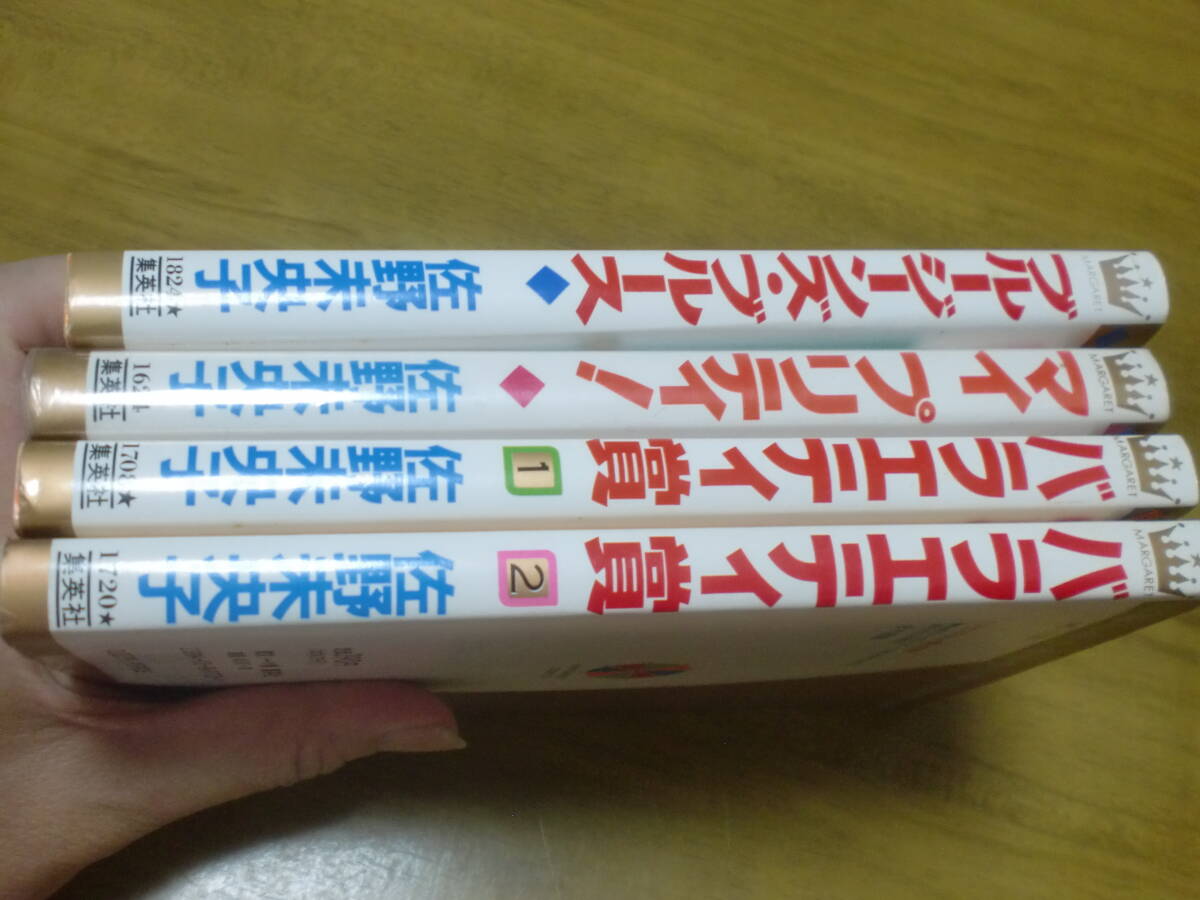 MARGARET
ブルージーンズ・ブルース
佐野未央子
1824★
集英社
MARGARET
マイ プリティ!
佐野未央子
集英社
MARGARET
バラエティ賞
1
佐野未央子
1708★
集英社
MARGARET
バラエティ賞
2
佐野未央子
1720★
集英社